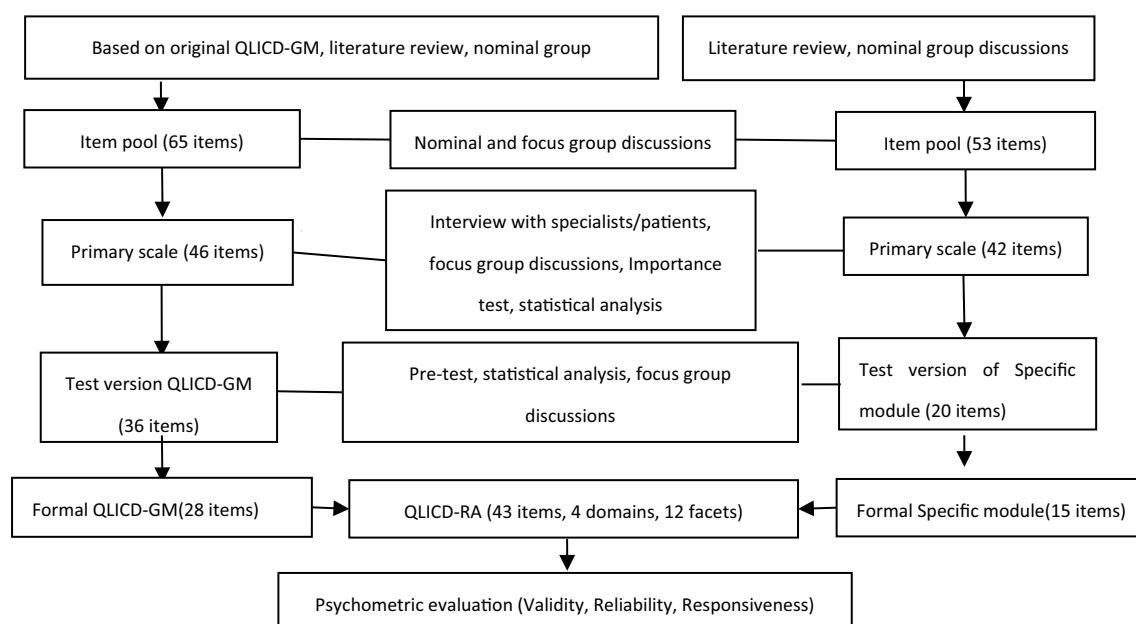 Based on original QLICD-GM, literature review, nominal group
Literature review, nominal group discussions
Item pool (65 items)
Nominal and focus group discussions
Item pool (53 items)
Primary scale (46 items)
Interview with specialists/patients,
focus group discussions, Importance
test, statistical analysis
Primary scale (42 items)
Test version QLICD-GM
(36 items)
Pre-test, statistical analysis, focus group
discussions
Test version of Specific
module (20 items)
Formal QLICD-GM(28 items)
QLICD-RA (43 items, 4 domains, 12 facets)
Formal Specific module(15 items)
Psychometric evaluation (Validity, Reliability, Responsiveness)